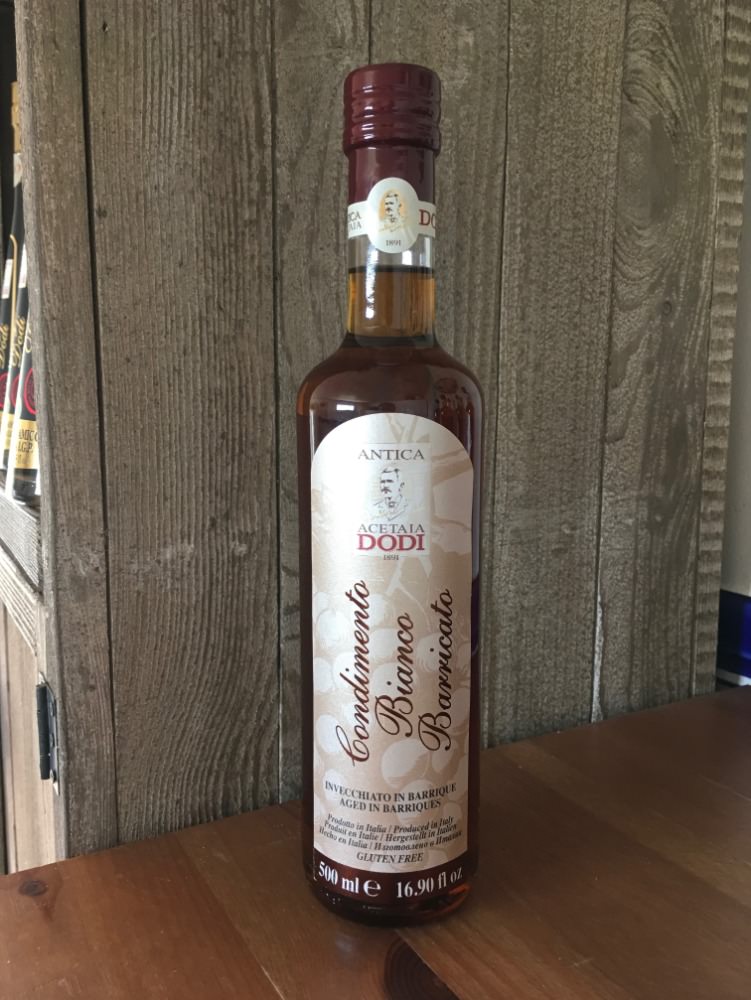 DO
1891
ANTICA
ACETAIA
DODI
1891
Condimento
Bianco
Barricato
INVECCHIATO IN BARRIQUE
AGED IN BARRIQUES
Prodotto in Italia / Produced in Italy
Produit en Italie / Hergestellt in Italien
Hecho en Italia / Изготовлено в Италии
GLUTEN FREE
500 ml e 16.90 fl oz